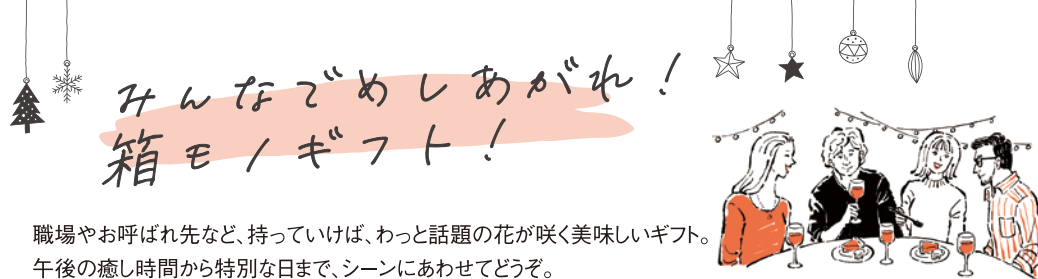 みんなでめしあがれ！
箱モノギフト！
職場やお呼ばれ先など、持っていけば、わっと話題の花が咲く美味しいギフト。
午後の癒し時間から特別な日まで、シーンにあわせてどうぞ。